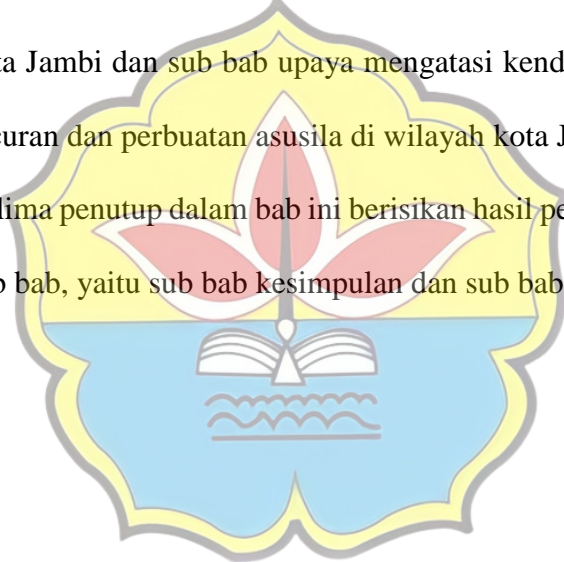 ta Jambi dan sub bab upaya mengatasi kend
curan dan perbuatan asusila di wilayah kota J
lima penutup dalam bab ini berisikan hasil pe
b bab, yaitu sub bab kesimpulan dan sub bab